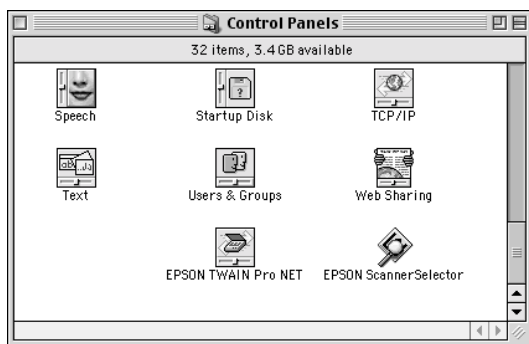 Control Panels
32 items, 3.4 GB available
Speech
Startup Disk
TCP/IP
Text
Users & Groups
Web Sharing
EPSON TWAIN Pro NET
EPSON ScannerSelector